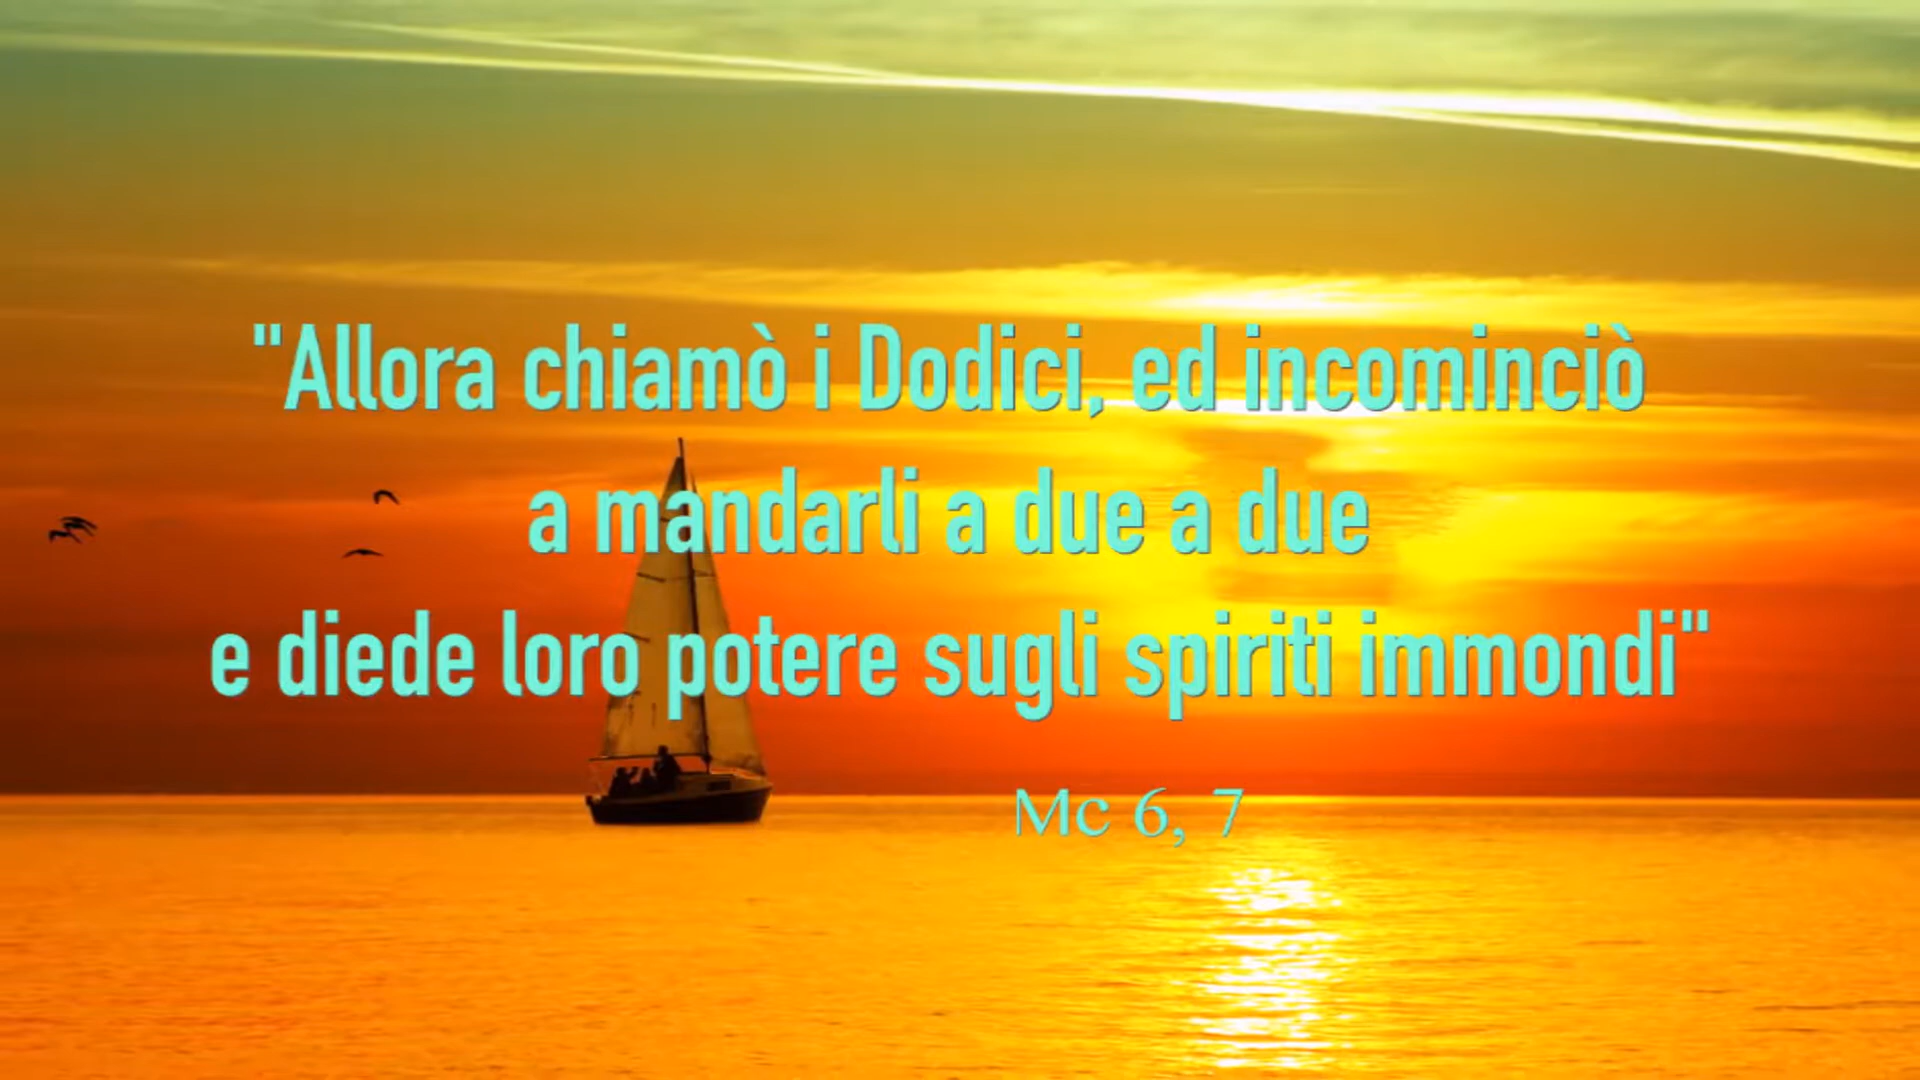 "Allora chiamò i Dodici, ed incominciò
a mandarli a due a due
e diede loro potere sugli spiriti immondi"
Mc 6, 7